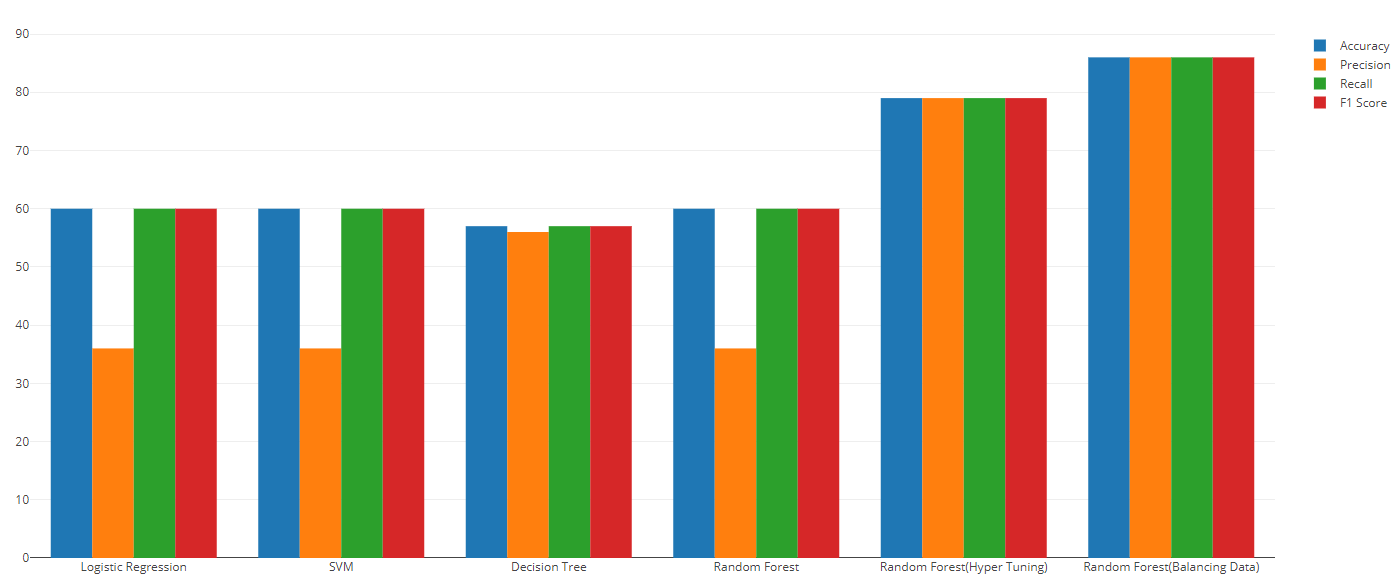 90
80
70
60
50
40
30
20
10
0
Logistic Regression
SVM
Decision Tree
Random Forest
Random Forest(Hyper Tuning)
Random Forest(Balancing Data)
Accuracy
Precision
Recall
F1 Score